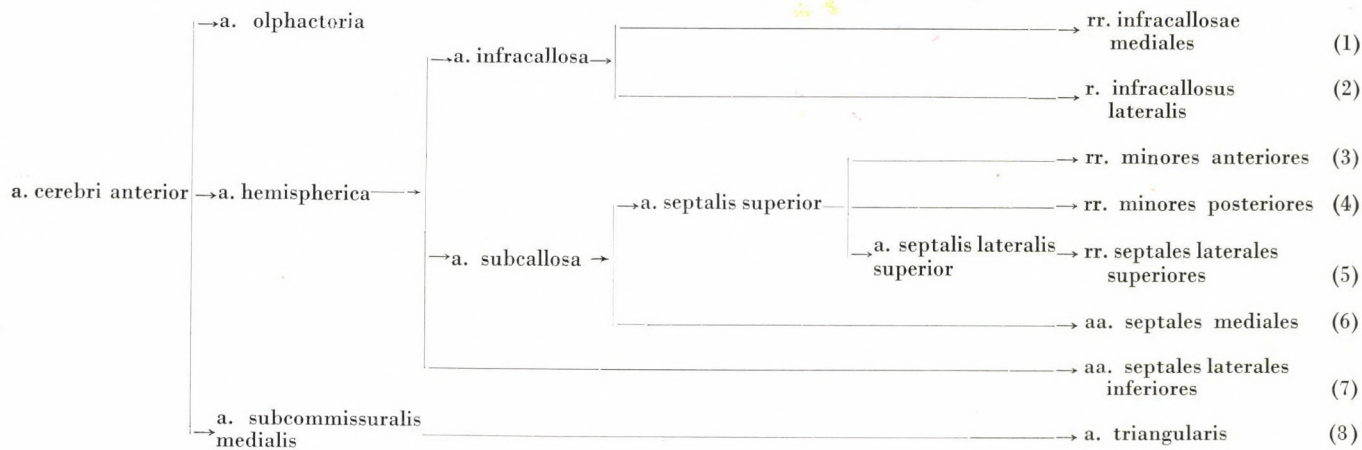 a. olphactoria
rr. infracallosae
mediales (1)
a. infracallosa
r. infracallosus (2)
lateralis
rr. minores anteriores (3)
a. cerebri anterior
a. hemispherica
a. septalis superior
rr. minores posteriores (4)
a. subcallosa
a. septalis lateralis
superior
rr. septales laterales
superiores (5)
aa. septales mediales (6)
aa. septales laterales
inferiores (7)
a. subcommissuralis
medialis
a. triangularis (8)